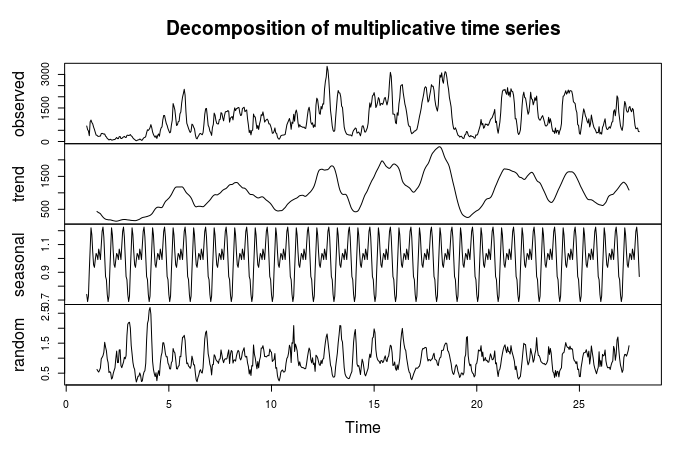 Decomposition of multiplicative time series
observed
0 1500 3000
trend
500 1500
seasonal
0.7 0.9 1.1
random
0.5 1.5 2.5
0 5 10 15 20 25
Time